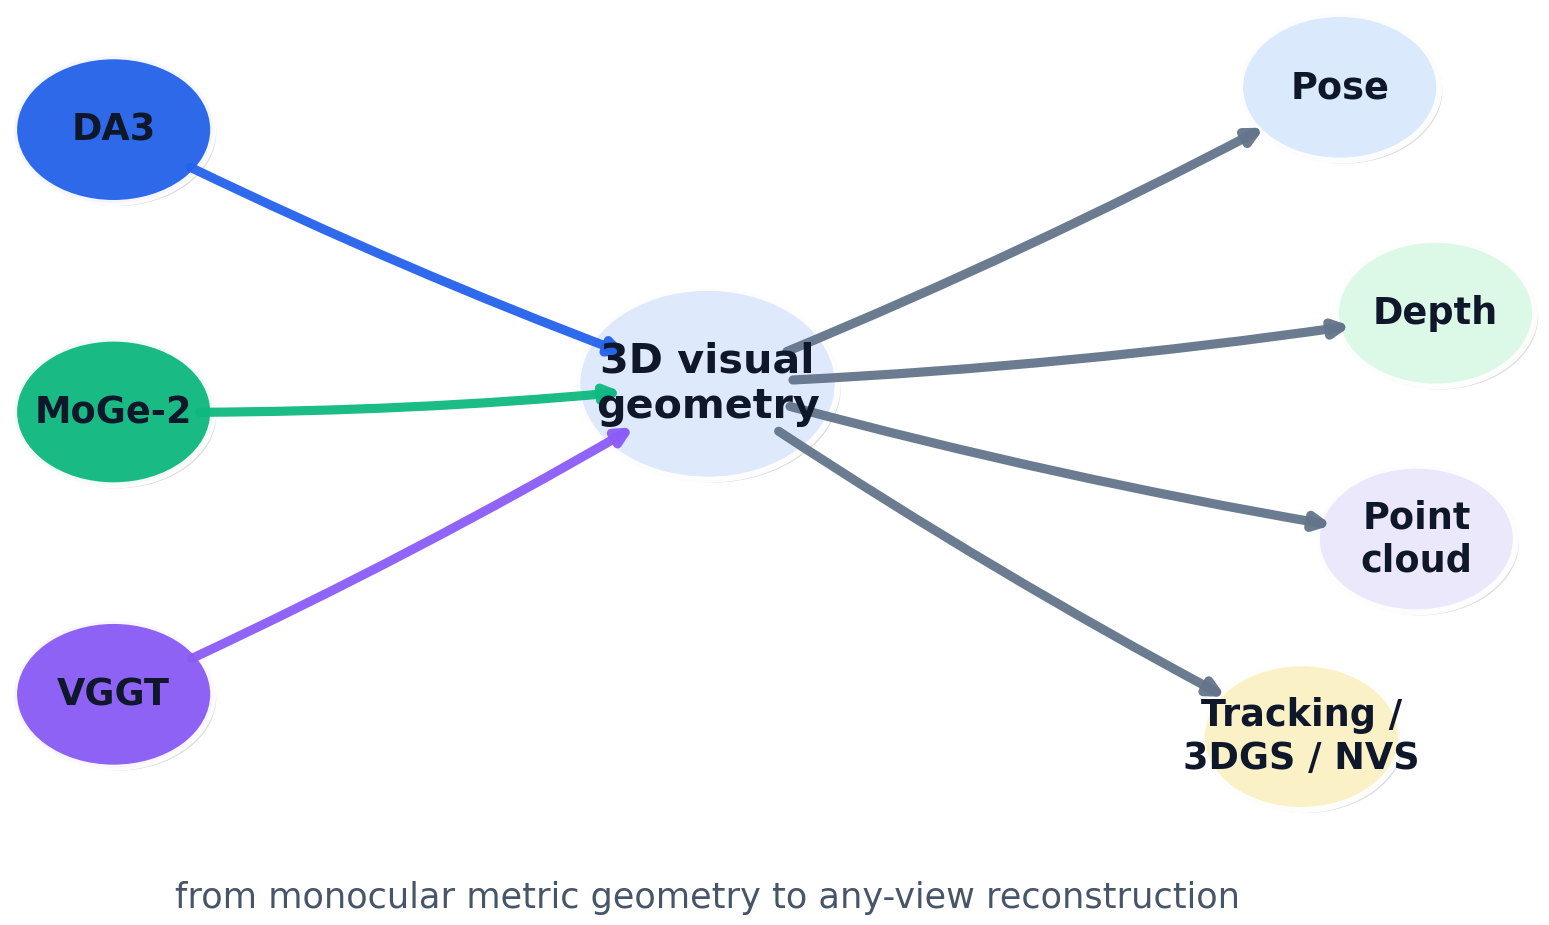 DA3
MoGe-2
VGGT
3D visual
geometry
Pose
Depth
Point
cloud
Tracking /
3DGS / NVS
from monocular metric geometry to any-view reconstruction